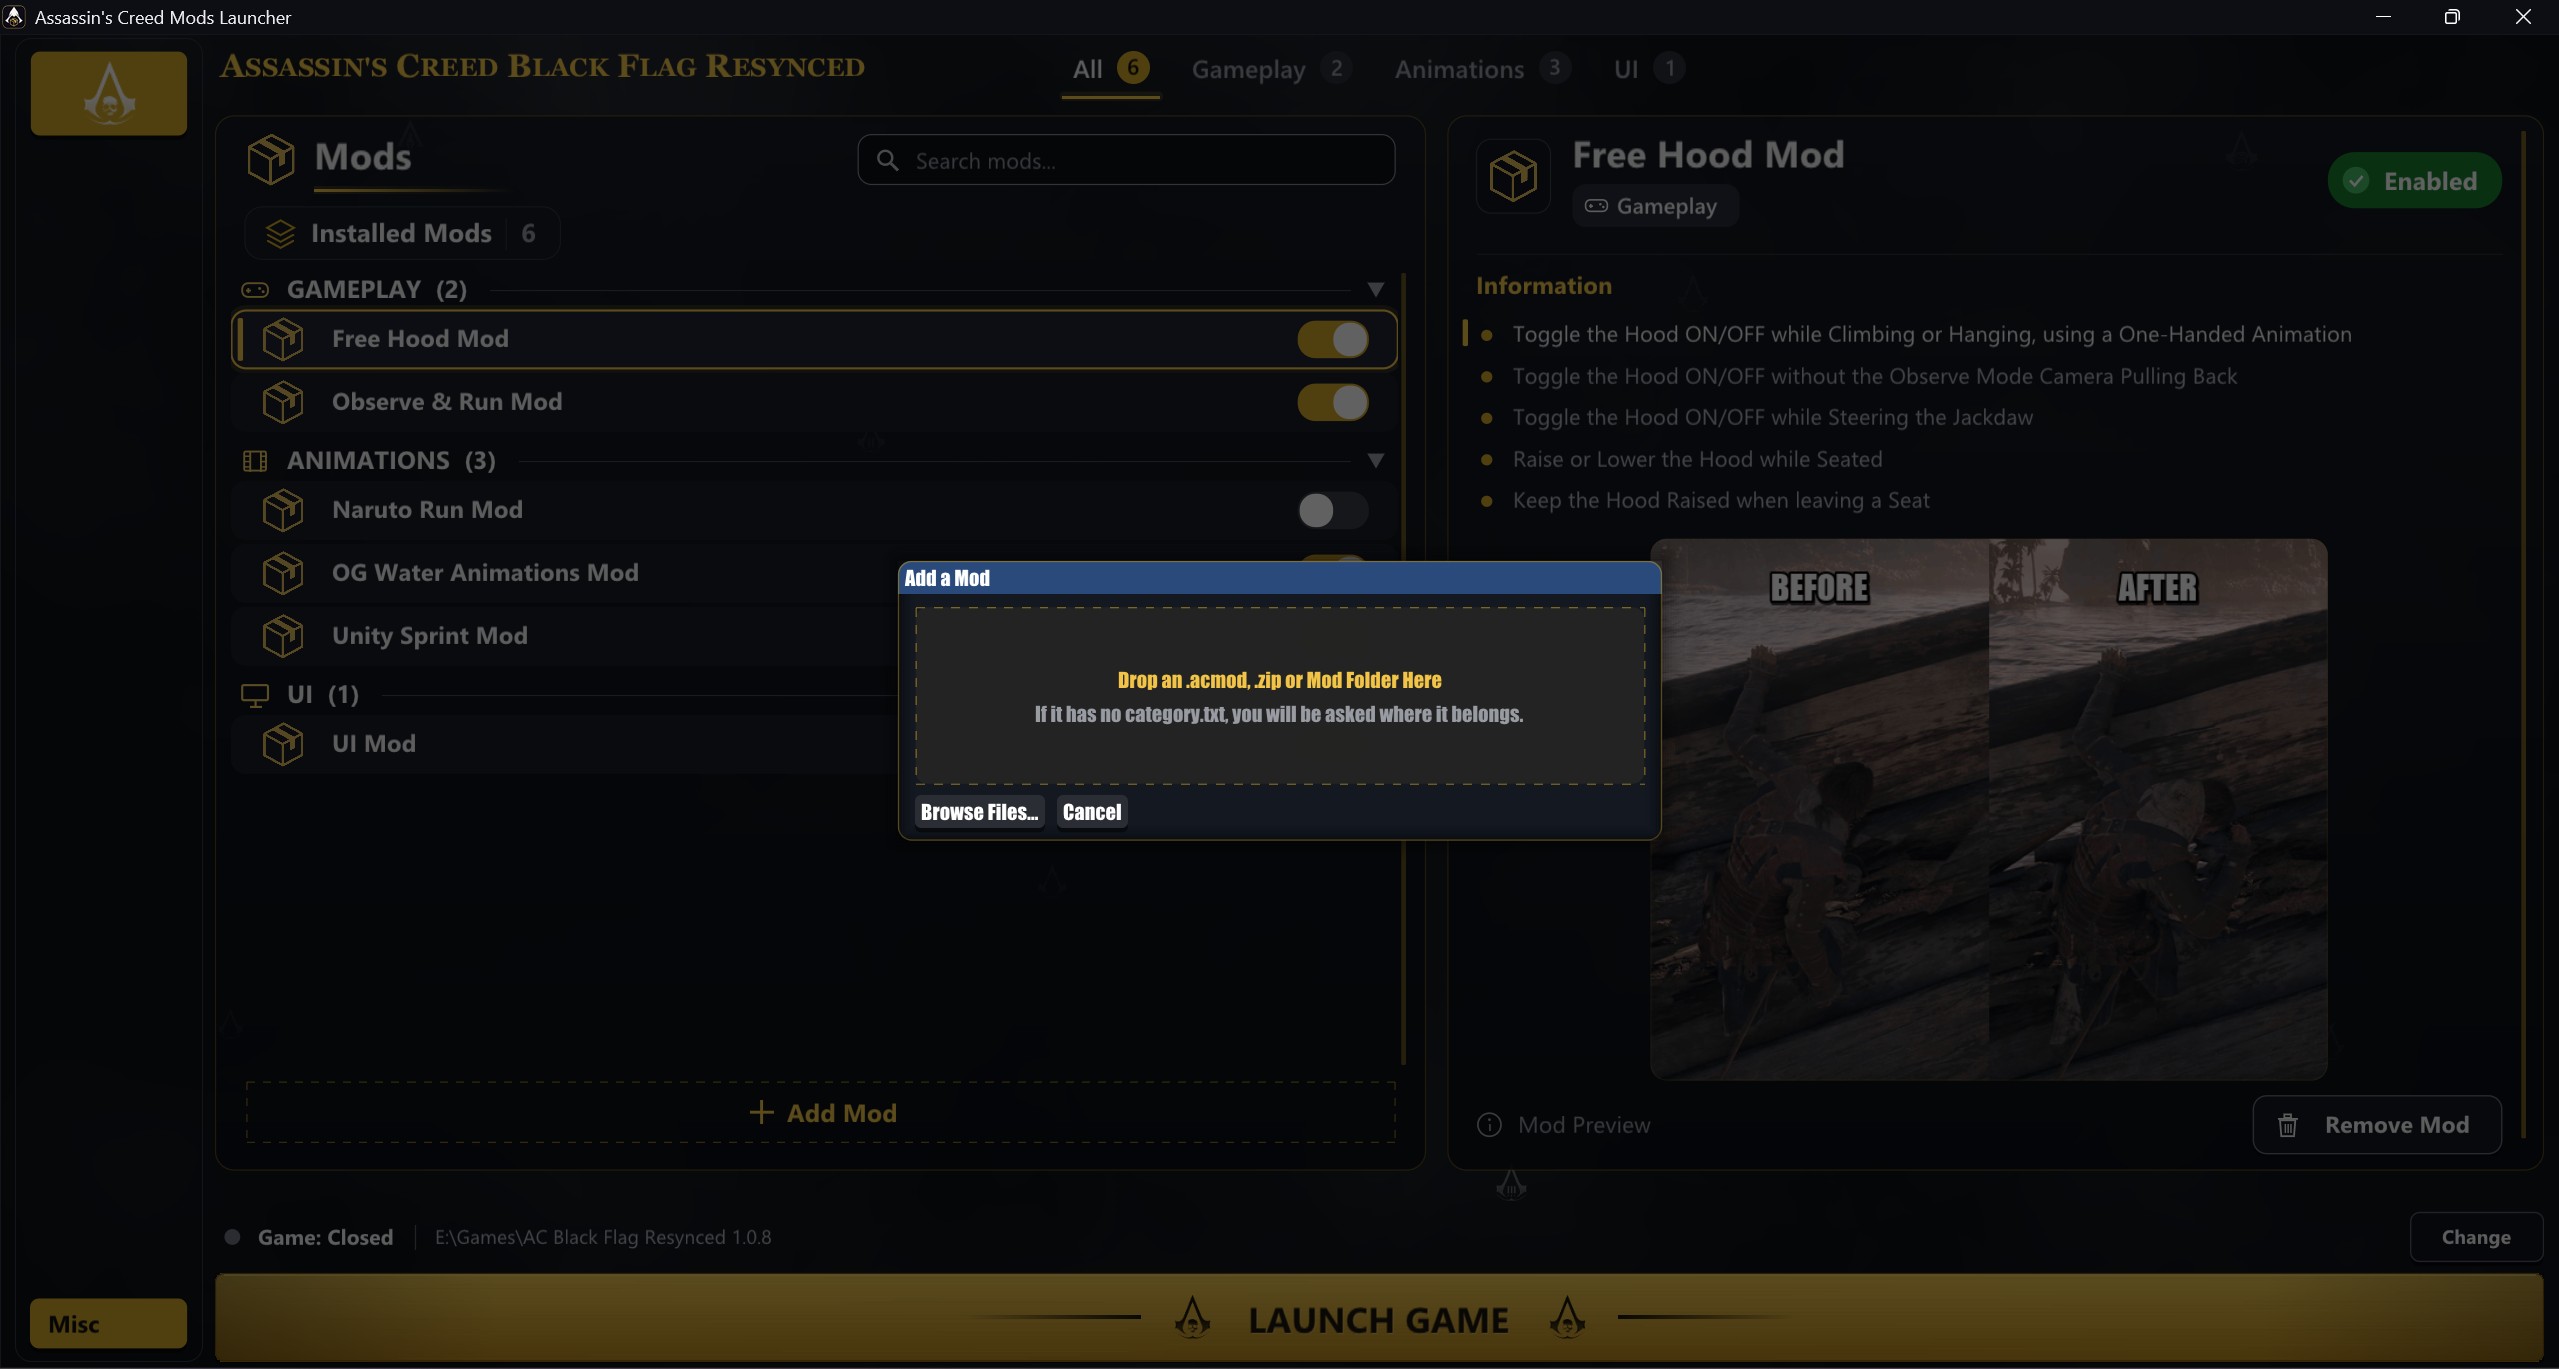 Assassin's Creed Mods Launcher
ASSASSIN'S CREED BLACK FLAG RESYNCED
All 6
Gameplay 2
Animations 3
UI 1
Mods
Search mods...
Installed Mods 6
GAMEPLAY (2)
Free Hood Mod
Observe & Run Mod
ANIMATIONS (3)
Naruto Run Mod
OG Water Animations Mod
Unity Sprint Mod
UI (1)
UI Mod
+ Add Mod
Free Hood Mod
Gameplay
Enabled
Information
Toggle the Hood ON/OFF while Climbing or Hanging, using a One-Handed Animation
Toggle the Hood ON/OFF without the Observe Mode Camera Pulling Back
Toggle the Hood ON/OFF while Steering the Jackdaw
Raise or Lower the Hood while Seated
Keep the Hood Raised when leaving a Seat
BEFORE
AFTER
Mod Preview
Remove Mod
Add a Mod
Drop an .acmod, .zip or Mod Folder Here
If it has no category.txt, you will be asked where it belongs.
Browse Files...
Cancel
Game: Closed
E:\Games\AC Black Flag Resynced 1.0.8
Change
Misc
LAUNCH GAME